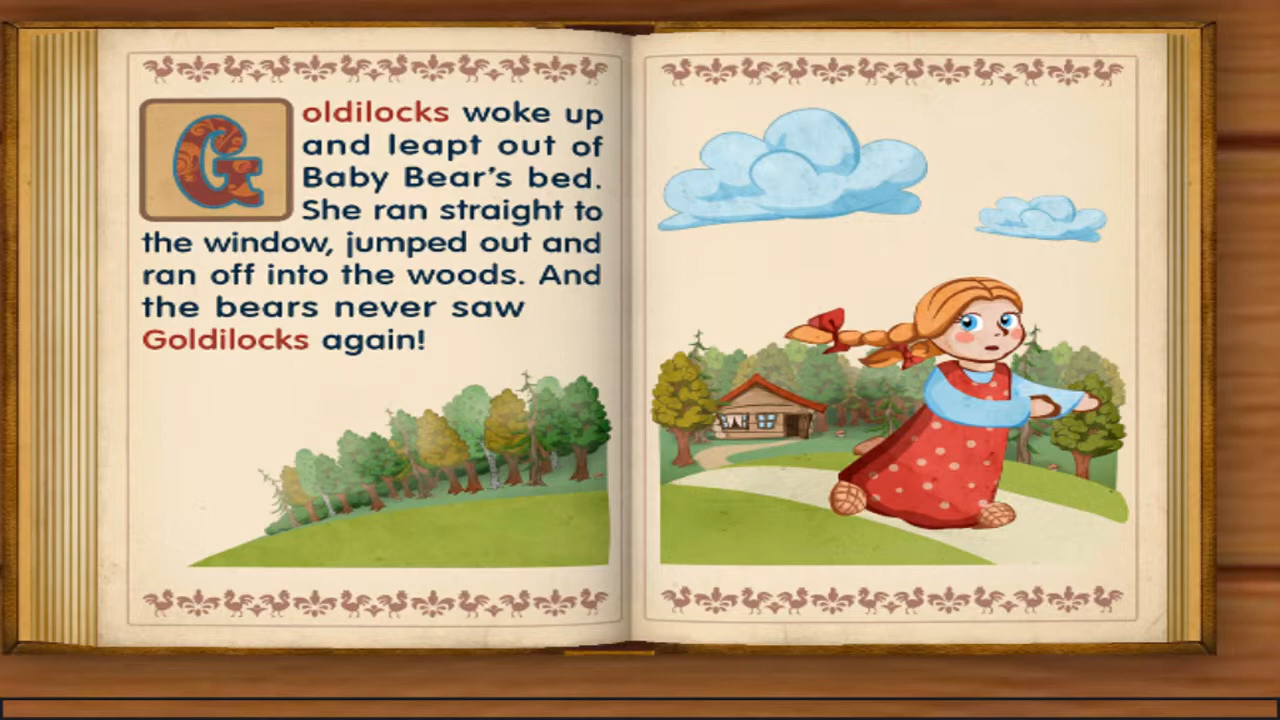 Goldilocks woke up
and leapt out of
Baby Bear's bed.
She ran straight to
the window, jumped out and
ran off into the woods. And
the bears never saw
Goldilocks again!